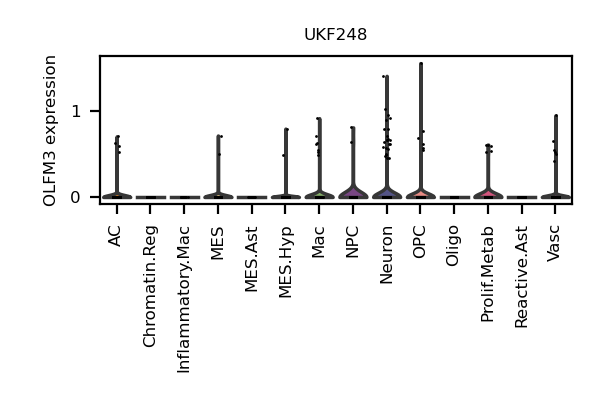 UKF248
OLFM3 expression
1
0
AC
Chromatin.Reg
Inflammatory.Mac
MES
MES.Ast
MES.Hyp
Mac
NPC
Neuron
OPC
Oligo
Prolif.Metab
Reactive.Ast
Vasc